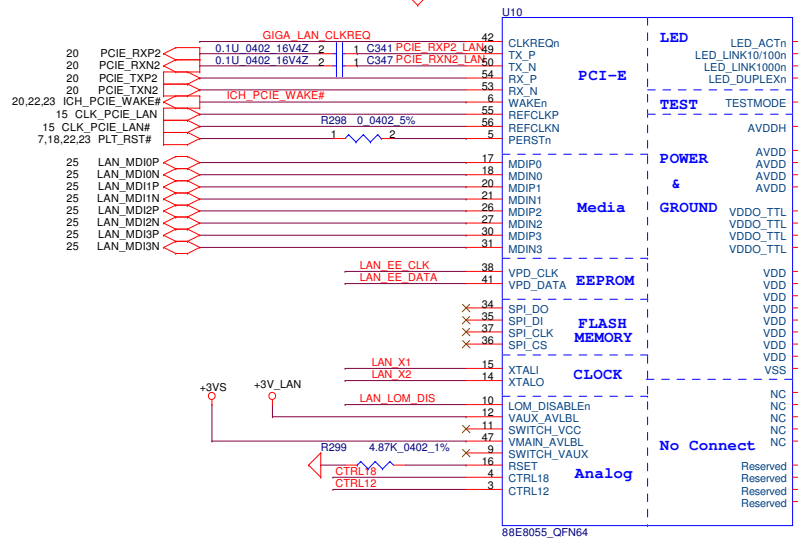 U10
GIGA_LAN_CLKREQ 42 CLKREQn LED LED_ACTn
20 PCIE_RXP2 0.1U_0402_16V4Z 2 1 C341 PCIE_RXP2_LAN 49 TX_P LED_LINK10/100n
20 PCIE_RXN2 0.1U_0402_16V4Z 2 1 C347 PCIE_RXN2_LAN 50 TX_N LED_LINK1000n
20 PCIE_TXP2 54 RX_P PCI-E LED_DUPLEXn
20 PCIE_TXN2 53 RX_N
20,22,23 ICH_PCIE_WAKE# ICH_PCIE_WAKE# 6 WAKEn TEST TESTMODE
15 CLK_PCIE_LAN 55 REFCLKP
15 CLK_PCIE_LAN# R298 0_0402_5% 56 REFCLKN AVDDH
7,18,22,23 PLT_RST# 1 2 5 PERSTn
25 LAN_MDI0P 17 MDIP0 POWER AVDD
25 LAN_MDI0N 18 MDIN0 AVDD
25 LAN_MDI1P 20 MDIP1 & AVDD
25 LAN_MDI1N 21 MDIN1
25 LAN_MDI2P 26 MDIP2 Media GROUND VDDO_TTL
25 LAN_MDI2N 27 MDIN2 VDDO_TTL
25 LAN_MDI3P 30 MDIP3 VDDO_TTL
25 LAN_MDI3N 31 MDIN3 VDDO_TTL
LAN_EE_CLK 38 VPD_CLK EEPROM VDD
LAN_EE_DATA 41 VPD_DATA VDD
VDD
34 SPI_DO VDD
35 SPI_DI FLASH VDD
37 SPI_CLK MEMORY VDD
36 SPI_CS VDD
VDD
LAN_X1 15 XTALI CLOCK VSS
LAN_X2 14 XTALO
+3VS +3V_LAN NC
LAN_LOM_DIS 10 LOM_DISABLEn NC
12 VAUX_AVLBL NC
11 SWITCH_VCC NC
47 VMAIN_AVLBL NC
R299 4.87K_0402_1% 9 SWITCH_VAUX No Connect
16 RSET Reserved
CTRL18 4 CTRL18 Analog Reserved
CTRL12 3 CTRL12 Reserved
Reserved
88E8055_QFN64